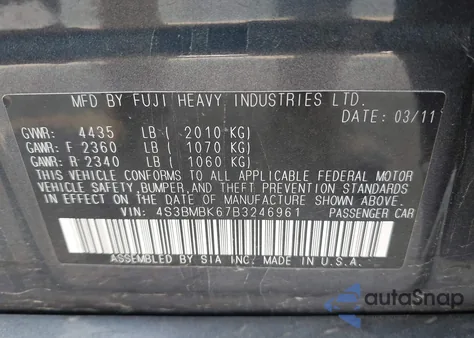 MFD BY FUJI HEAVY INDUSTRIES LTD.
DATE: 03/11
GVWR: 4435 LB ( 2010 KG)
GAWR: F 2360 LB ( 1070 KG)
GAWR: R 2340 LB ( 1060 KG)
THIS VEHICLE CONFORMS TO ALL APPLICABLE FEDERAL MOTOR
VEHICLE SAFETY, BUMPER, AND THEFT PREVENTION STANDARDS
IN EFFECT ON THE DATE OF MANUFACTURE SHOWN ABOVE.
VIN: 4S3BMBK67B3246961 PASSENGER CAR
ASSEMBLED BY SIA INC. MADE IN U.S.A.
autoSnap